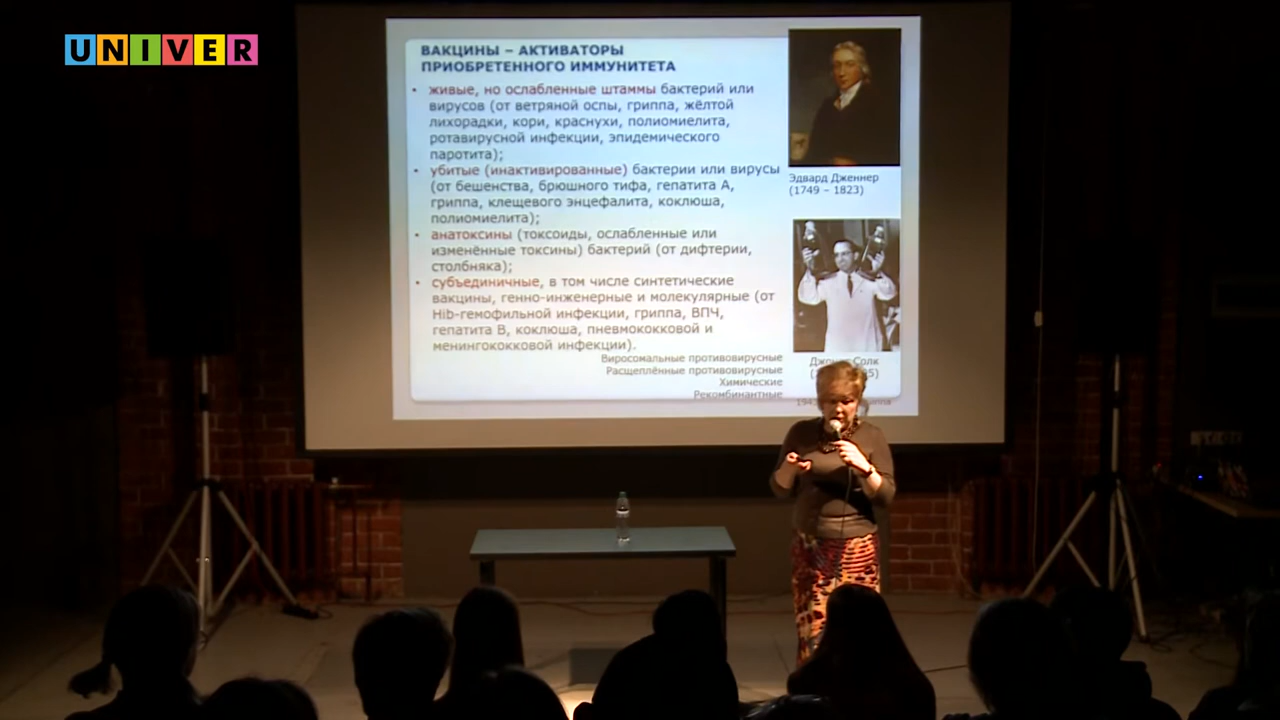 UNIVER
ВАКЦИНЫ – АКТИВАТОРЫ
ПРИОБРЕТЕННОГО ИММУНИТЕТА
• живые, но ослабленные штаммы бактерий или
вирусов (от ветряной оспы, гриппа, жёлтой
лихорадки, кори, краснухи, полиомиелита,
ротавирусной инфекции, эпидемического
паротита);
• убитые (инактивированные) бактерии или вирусы
(от бешенства, брюшного тифа, гепатита А,
гриппа, клещевого энцефалита, коклюша,
полиомиелита);
• анатоксины (токсоиды, ослабленные или
изменённые токсины) бактерий (от дифтерии,
столбняка);
• субъединичные, в том числе синтетические
вакцины, генно-инженерные и молекулярные (от
Hib-гемофильной инфекции, гриппа, ВПЧ,
гепатита В, коклюша, пневмококковой и
менингококковой инфекции).
Виросомальные противовирусные
Расщеплённые противовирусные
Химические
Рекомбинантные
Эдвард Дженнер
(1749 – 1823)
Солк